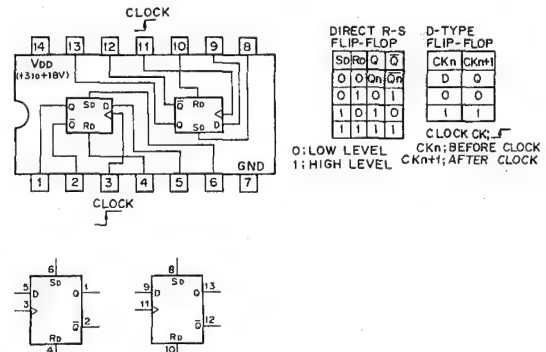 CLOCK
14 13 12 11 10 9 8
VDD
(+3 TO +18V)
Q̅ RD
Q SD D
Q D
Q̅ RD
SD
GND
1 2 3 4 5 6 7
CLOCK
DIRECT R-S
FLIP-FLOP
SD RD Q Q̅
0 0 Qn Q̅n
0 1 0 1
1 0 1 0
1 1 1 1
0:LOW LEVEL
1:HIGH LEVEL
D-TYPE
FLIP-FLOP
CKn CKn+1
D Q
0 0
1 1
CLOCK CK;
CKn;BEFORE CLOCK
CKn+1;AFTER CLOCK
6
SD
5 D Q 1
3
Q̅ 2
RD
4
8
SD
9 D Q 13
11
Q̅ 12
RD
10